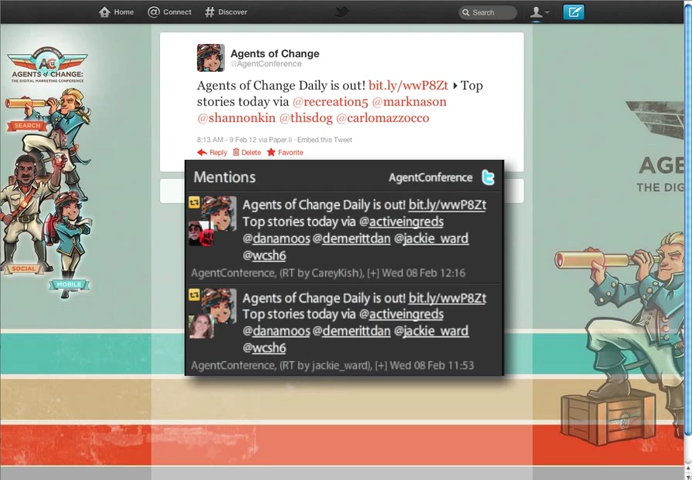 Home
Connect
Discover
Search
AGENTS of CHANGE:
THE DIGITAL MARKETING CONFERENCE
SEARCH
SOCIAL
MOBILE
Agents of Change
@AgentConference
Agents of Change Daily is out! bit.ly/wwP8Zt ▸ Top
stories today via @recreation5 @marknason
@shannonkin @thisdog @carlomazzocco
8:13 AM - 9 Feb 12 via Paper.li · Embed this Tweet
Reply Delete Favorite
Mentions
AgentConference
Agents of Change Daily is out! bit.ly/wwP8Zt
Top stories today via @activeingreds
@danamoos @demerittdan @jackie_ward
@wcsh6
AgentConference, (RT by CareyKish), [+] Wed 08 Feb 12:16
Agents of Change Daily is out! bit.ly/wwP8Zt
Top stories today via @activeingreds
@danamoos @demerittdan @jackie_ward
@wcsh6
AgentConference, (RT by jackie_ward), [+] Wed 08 Feb 11:53
AGE
THE DIG